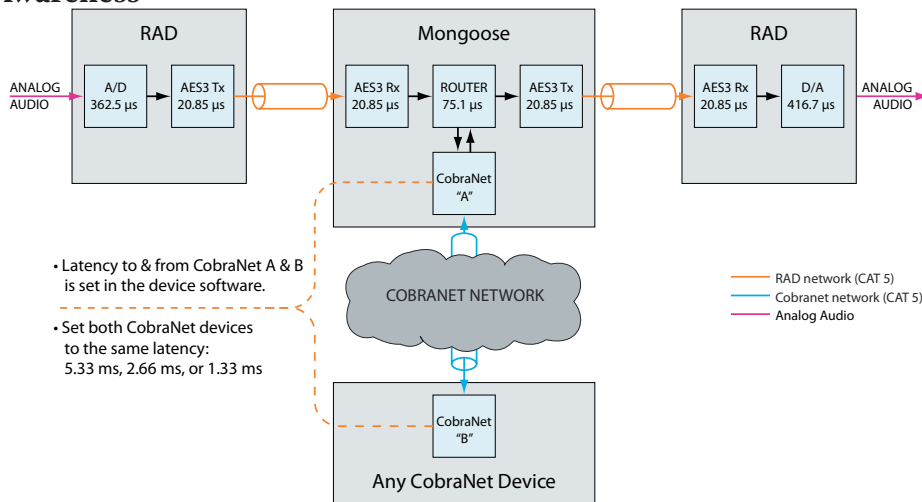 RAD
Mongoose
RAD
ANALOG
AUDIO
A/D
362.5 µs
AES3 Tx
20.85 µs
AES3 Rx
20.85 µs
ROUTER
75.1 µs
AES3 Tx
20.85 µs
AES3 Rx
20.85 µs
D/A
416.7 µs
ANALOG
AUDIO
CobraNet
"A"
• Latency to & from CobraNet A & B
is set in the device software.
• Set both CobraNet devices
to the same latency:
5.33 ms, 2.66 ms, or 1.33 ms
COBRANET NETWORK
RAD network (CAT 5)
Cobranet network (CAT 5)
Analog Audio
CobraNet
"B"
Any CobraNet Device